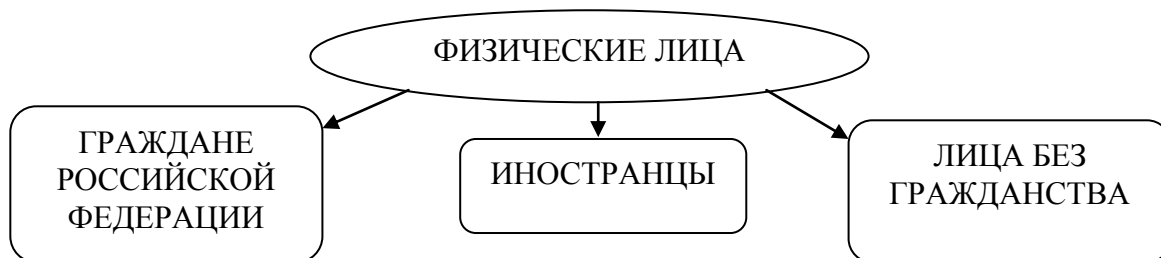 ФИЗИЧЕСКИЕ ЛИЦА
ГРАЖДАНЕ
РОССИЙСКОЙ
ФЕДЕРАЦИИ
ИНОСТРАНЦЫ
ЛИЦА БЕЗ
ГРАЖДАНСТВА